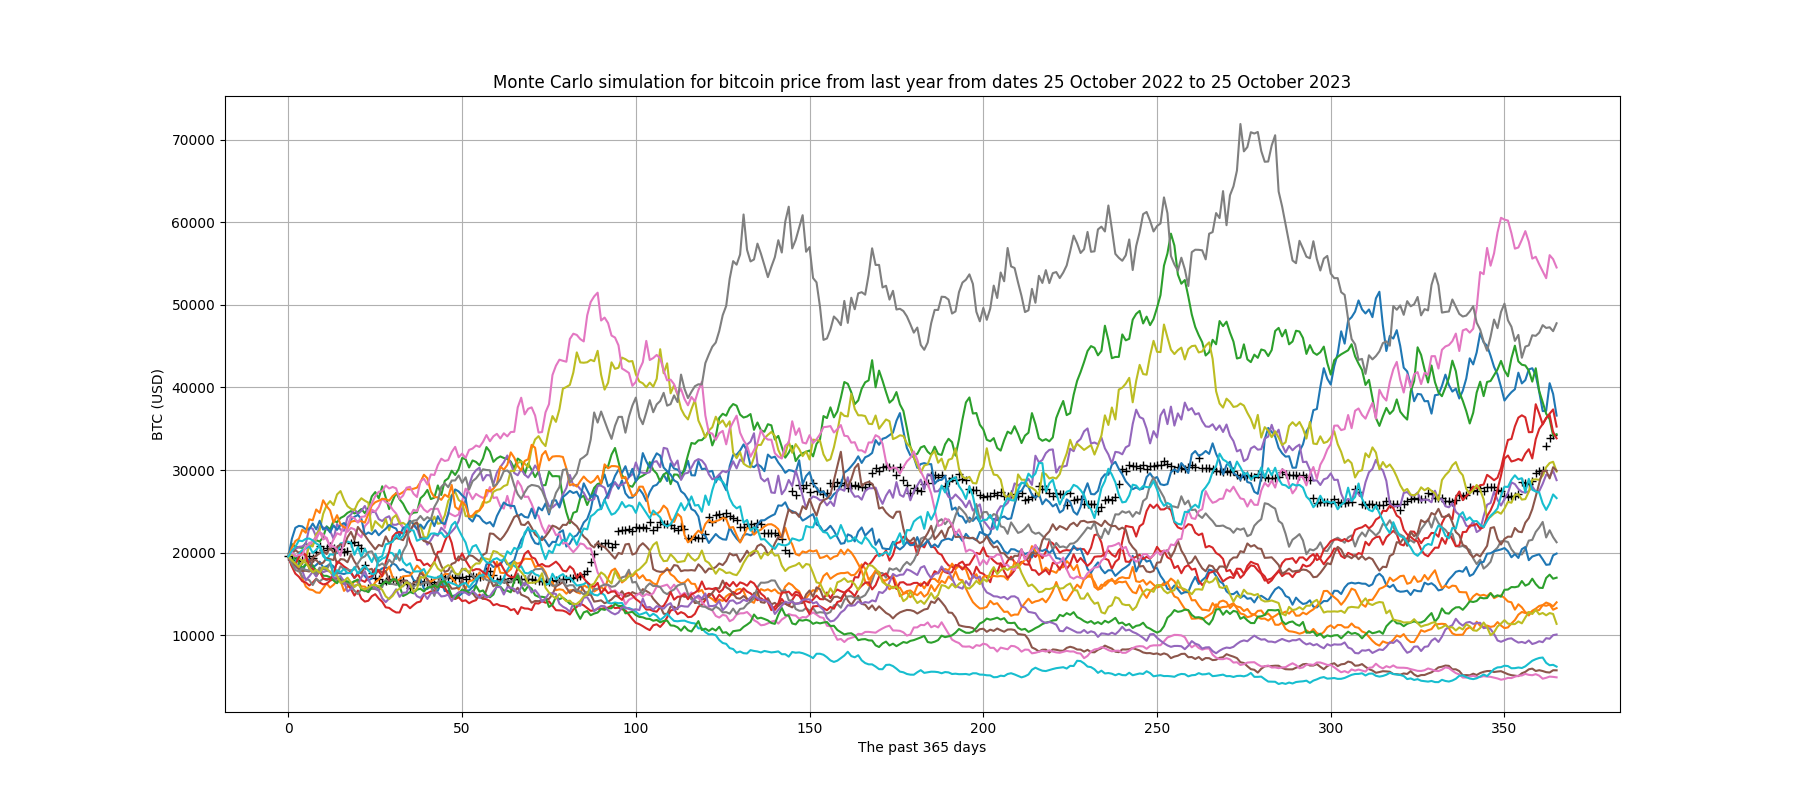 Monte Carlo simulation for bitcoin price from last year from dates 25 October 2022 to 25 October 2023
70000
60000
50000
40000
30000
20000
10000
BTC (USD)
0 50 100 150 200 250 300 350
The past 365 days